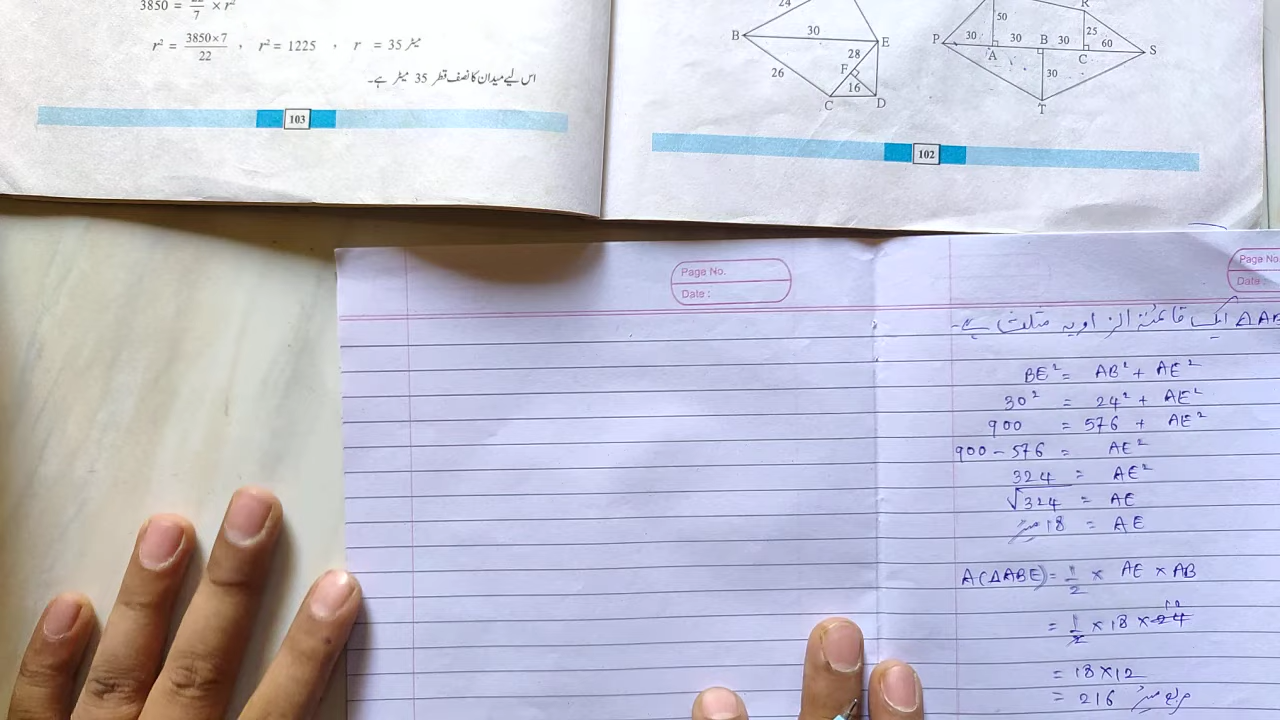 3850 = 22/7 × r²
r² = 3850×7/22 , r² = 1225 , r = 35 میٹر
اس لیے میدان کا نصف قطر 35 میٹر ہے۔
103
24
B
30
E
28
F
26
16
C
D
R
50
25
P
30
30
B
30
60
S
A
C
30
T
102
Page No.
Date :
Page No.
Date :
ایک قائمۃ الزاویہ مثلث ہے۔
BE² = AB² + AE²
30² = 24² + AE²
900 = 576 + AE²
900 - 576 = AE²
324 = AE²
√324 = AE
میٹر 18 = AE
A(ΔABE) = 1/2 × AE × AB
= 1/2 × 18 × 24 12
= 18×12
= 216 مربع میٹر